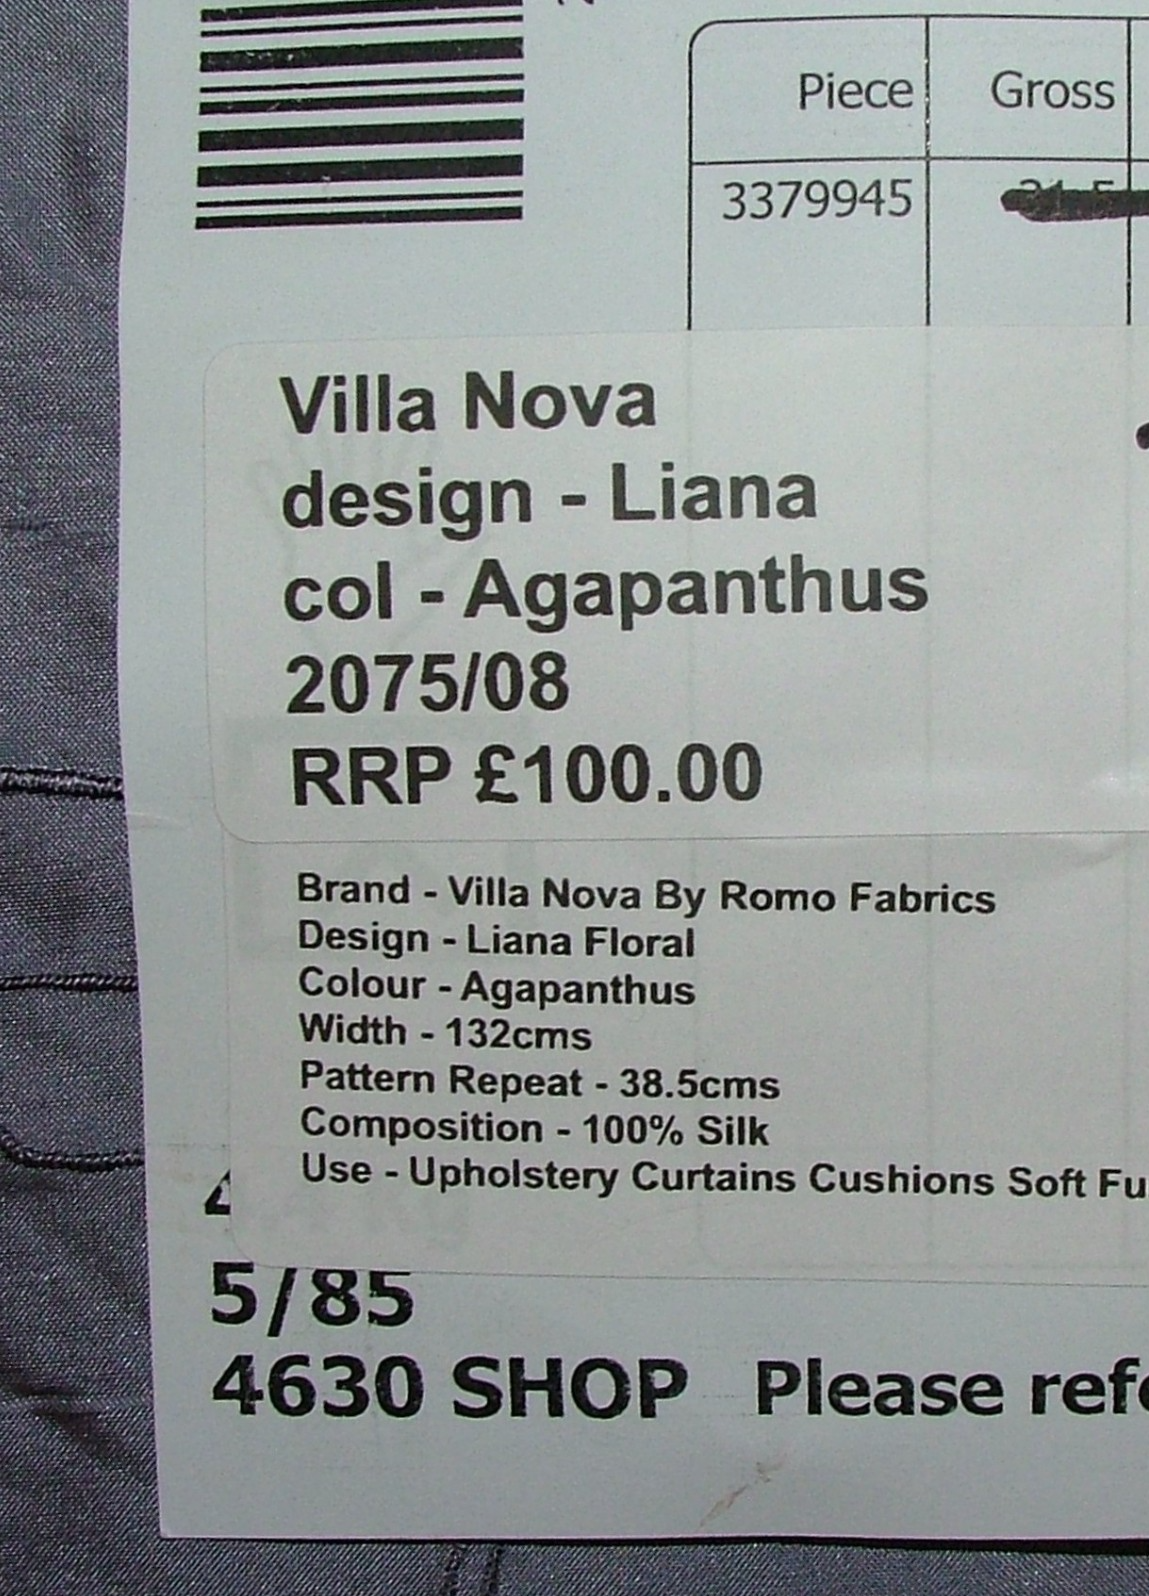 Piece Gross
3379945
Villa Nova
design - Liana
col - Agapanthus
2075/08
RRP £100.00
Brand - Villa Nova By Romo Fabrics
Design - Liana Floral
Colour - Agapanthus
Width - 132cms
Pattern Repeat - 38.5cms
Composition - 100% Silk
Use - Upholstery Curtains Cushions Soft Fu
5/85
4630 SHOP Please refe